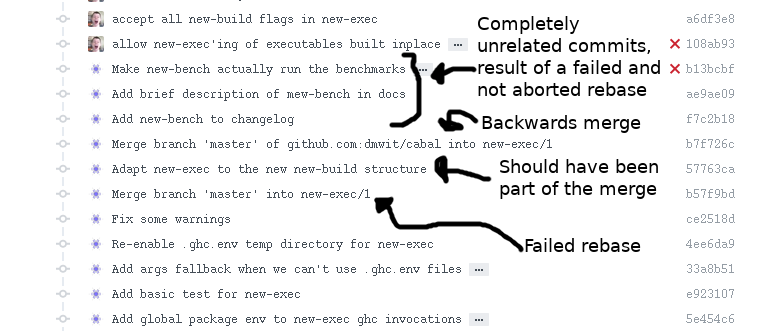 accept all new-build flags in new-exec a6df3e8
allow new-exec'ing of executables built inplace ... 108ab93
Make new-bench actually run the benchmarks ... b13bcbf
Add brief description of mew-bench in docs ae9ae09
Add new-bench to changelog f7c2b18
Merge branch 'master' of github.com:dmwit/cabal into new-exec/1 b7f726c
Adapt new-exec to the new new-build structure 57763ca
Merge branch 'master' into new-exec/1 b57f9bd
Fix some warnings ce2518d
Re-enable .ghc.env temp directory for new-exec 4ee6da9
Add args fallback when we can't use .ghc.env files ... 33a8b51
Add basic test for new-exec e923107
Add global package env to new-exec ghc invocations ... 5e454c6
Completely
unrelated commits,
result of a failed and
not aborted rebase
Backwards merge
Should have been
part of the merge
Failed rebase